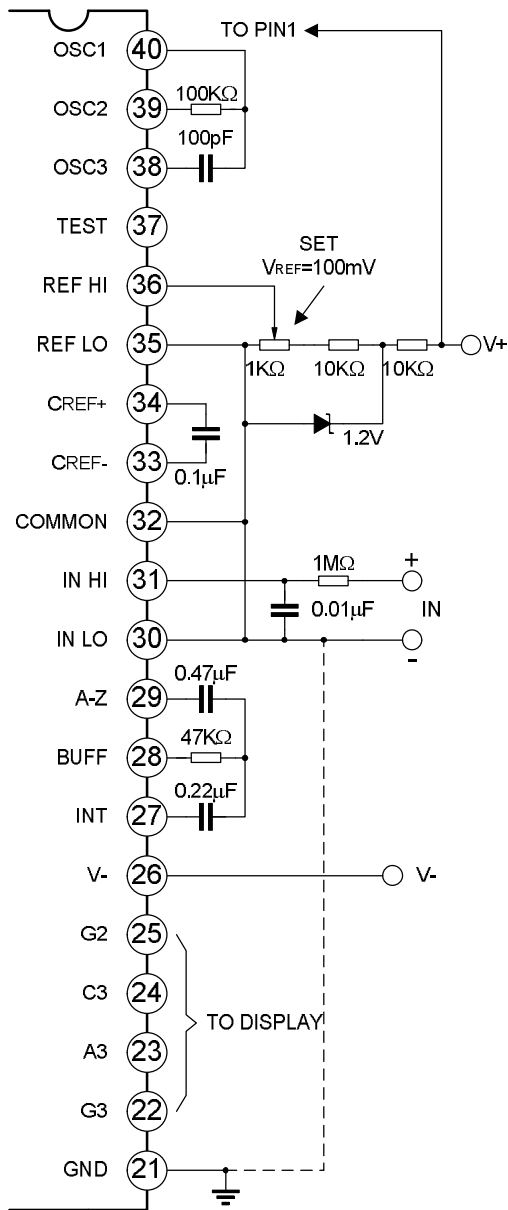 TO PIN1
OSC1 40
100KΩ
OSC2 39
100pF
OSC3 38
TEST 37
SET
VREF=100mV
REF HI 36
REF LO 35
1KΩ 10KΩ 10KΩ V+
CREF+ 34
1.2V
CREF- 33
0.1μF
COMMON 32
1MΩ +
IN HI 31
0.01μF IN
IN LO 30
-
0.47μF
A-Z 29
47KΩ
BUFF 28
0.22μF
INT 27
V- 26 V-
G2 25
C3 24
TO DISPLAY
A3 23
G3 22
GND 21